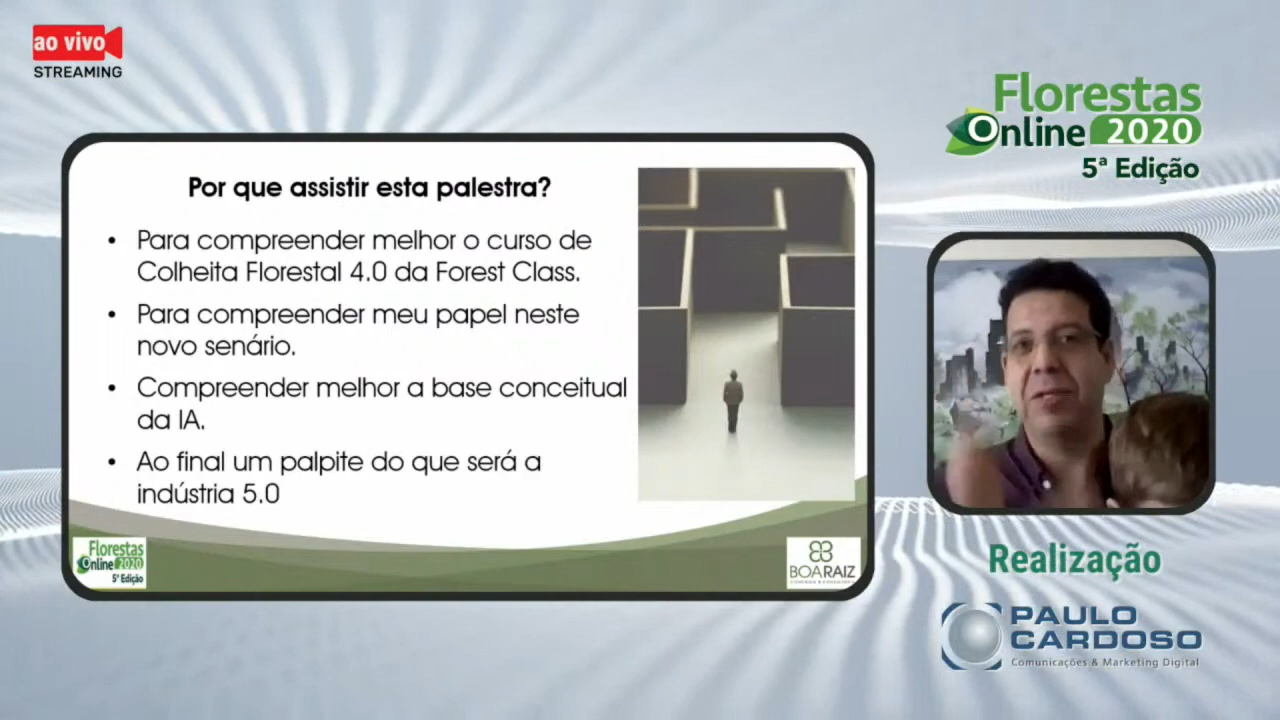 ao vivo
STREAMING
Florestas
Online 2020
5ª Edição
Por que assistir esta palestra?
• Para compreender melhor o curso de
Colheita Florestal 4.0 da Forest Class.
• Para compreender meu papel neste
novo senário.
• Compreender melhor a base conceitual
da IA.
• Ao final um palpite do que será a
indústria 5.0
Florestas
Online 2020
5ª Edição
BOARAIZ
Realização
PAULO
CARDOSO
Comunicações & Marketing Digital